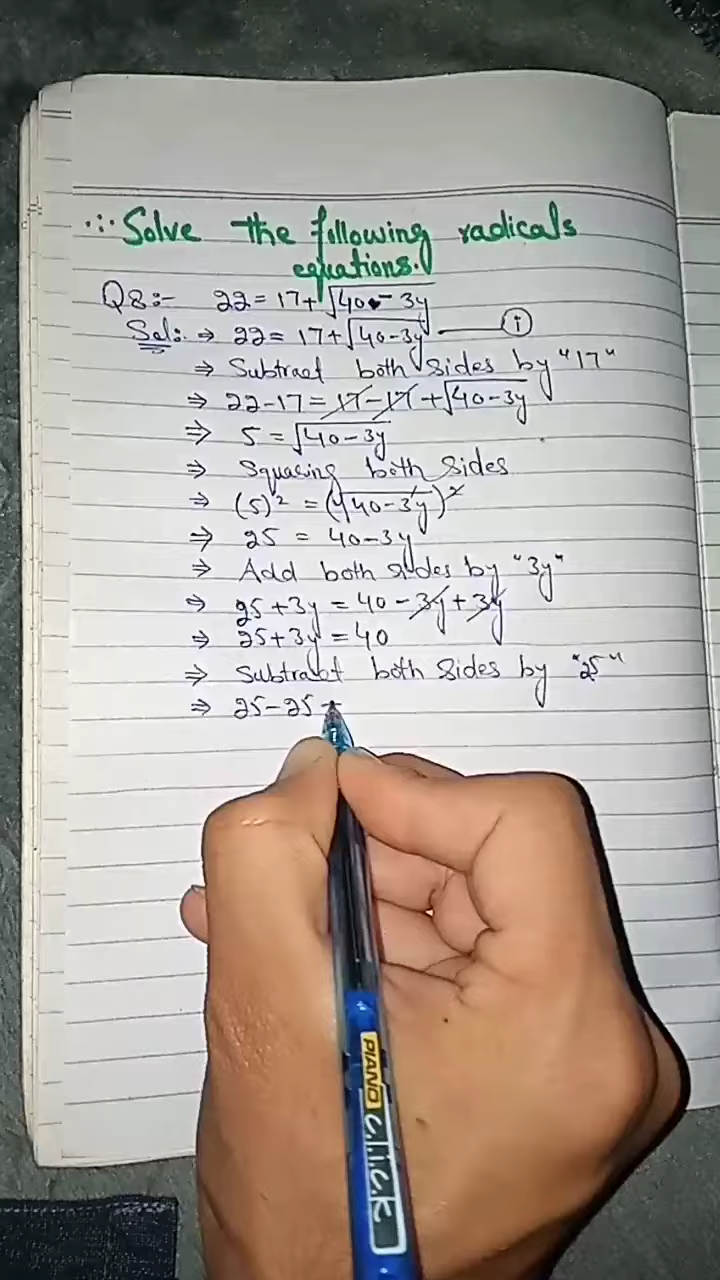 ∴ Solve the following radicals
equations.
Q8:- 22 = 17+√40 - 3y
Sol:- ⇒ 22 = 17+√40-3y —— (i)
⇒ Subtract both sides by "17"
⇒ 22-17 = 17-17 +√40-3y
⇒ 5 = √40-3y
⇒ Squaring both sides
⇒ (5)² = (√40-3y)²
⇒ 25 = 40-3y
⇒ Add both sides by "3y"
⇒ 25+3y = 40-3y+3y
⇒ 25+3y = 40
⇒ Subtract both sides by "25"
⇒ 25-25+
PIANO click